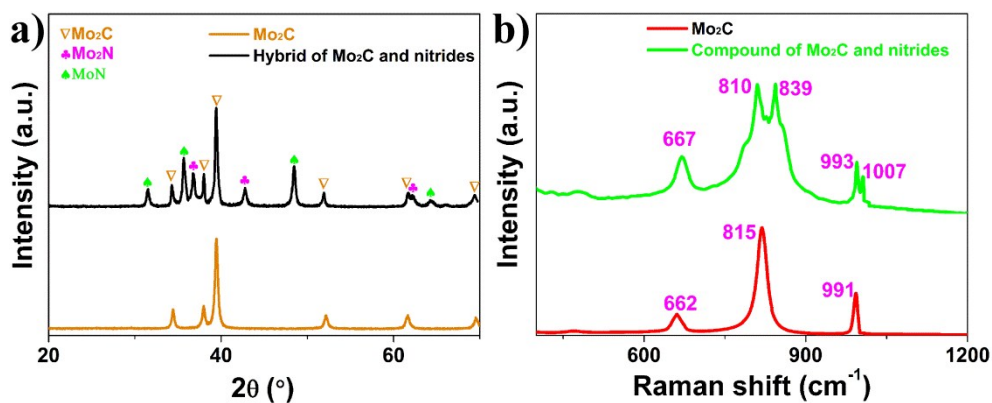 a)
▽Mo₂C
♣Mo₂N
♠MoN
Mo₂C
Hybrid of Mo₂C and nitrides
Intensity (a.u.)
20
40
60
2θ (°)
b)
Mo₂C
Compound of Mo₂C and nitrides
810
839
667
993
1007
815
662
991
Intensity (a.u.)
600
900
1200
Raman shift (cm⁻¹)